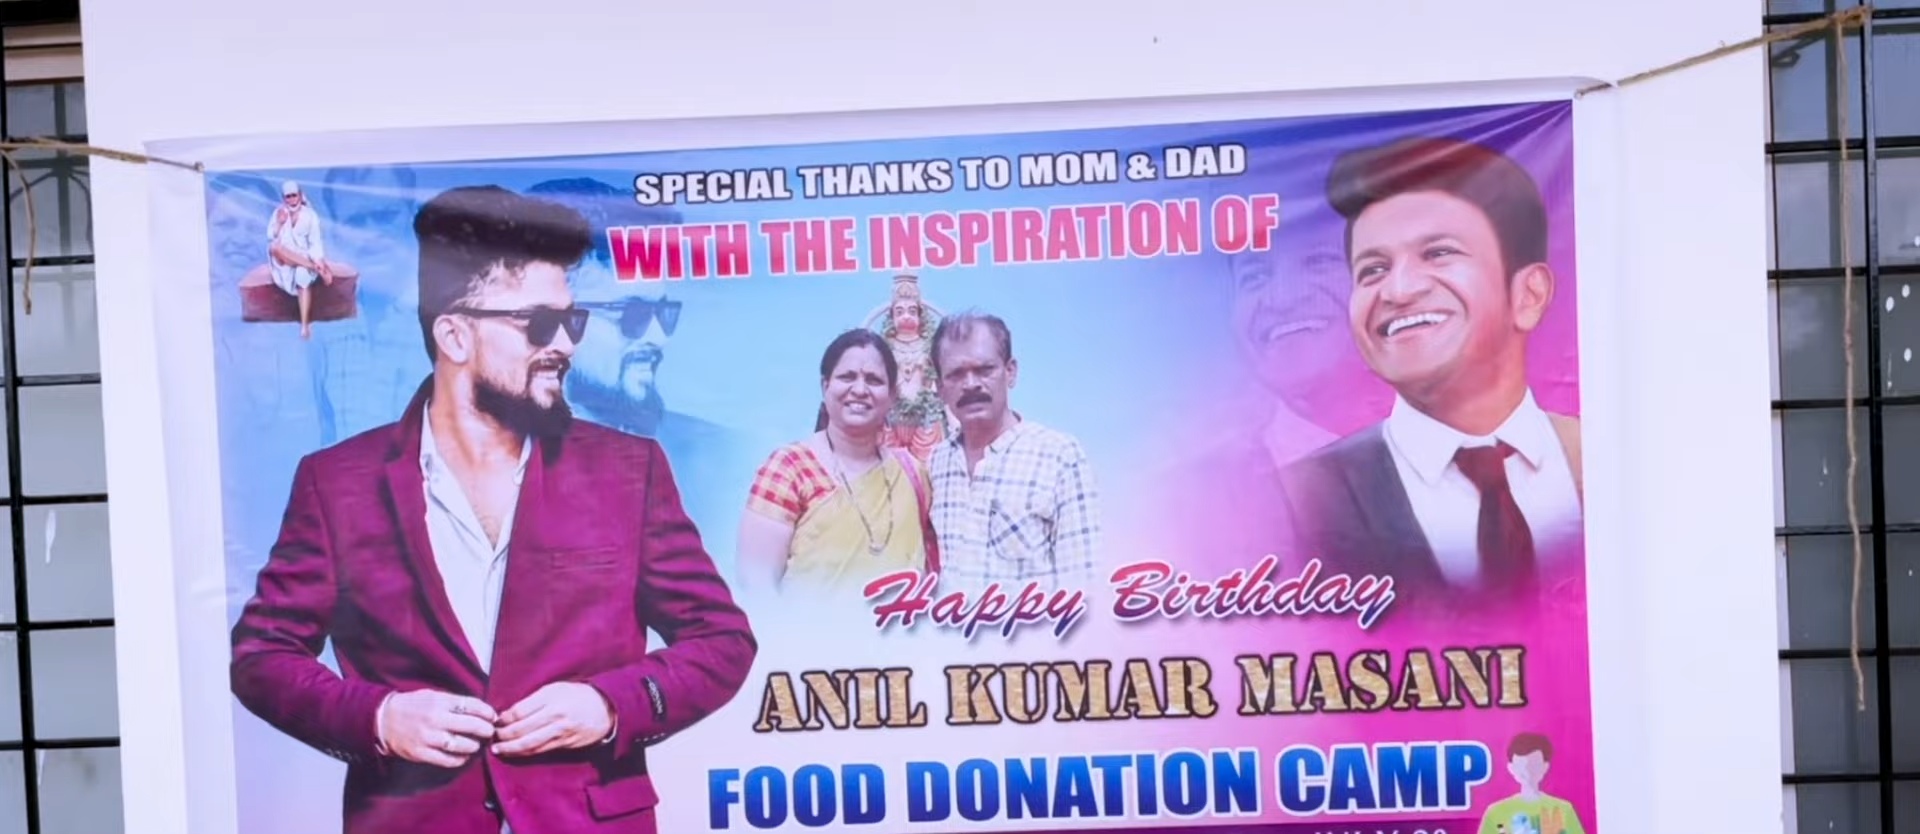 SPECIAL THANKS TO MOM & DAD
WITH THE INSPIRATION OF
Happy Birthday
ANIL KUMAR MASANI
FOOD DONATION CAMP